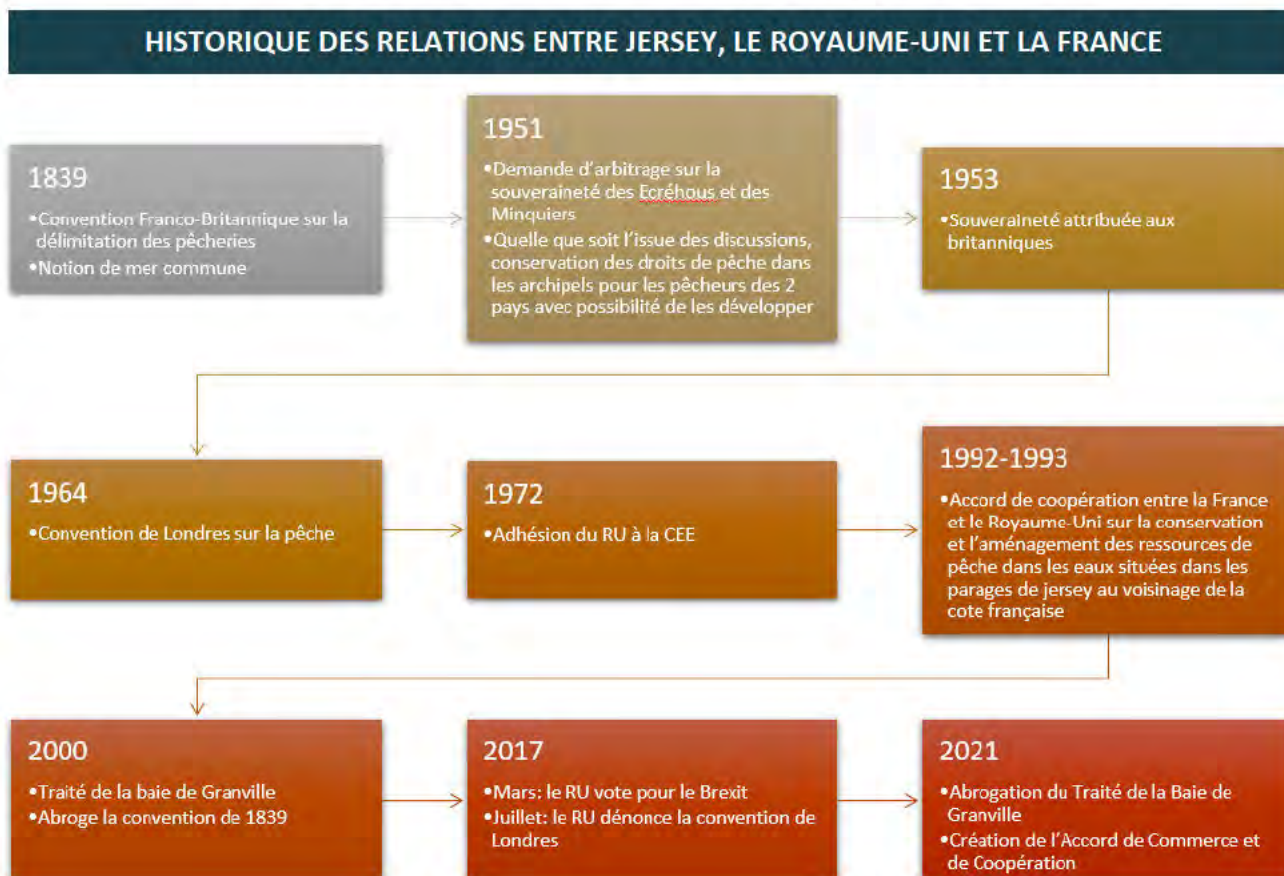 HISTORIQUE DES RELATIONS ENTRE JERSEY, LE ROYAUME-UNI ET LA FRANCE
1839
•Convention Franco-Britannique sur la
délimitation des pêcheries
•Notion de mer commune
1951
•Demande d'arbitrage sur la
souveraineté des Ecréhous et des
Minquiers
•Quelle que soit l'issue des discussions,
conservation des droits de pêche dans
les archipels pour les pêcheurs des 2
pays avec possibilité de les développer
1953
•Souveraineté attribuée aux
britanniques
1964
•Convention de Londres sur la pêche
1972
•Adhésion du RU à la CEE
1992-1993
•Accord de coopération entre la France
et le Royaume-Uni sur la conservation
et l'aménagement des ressources de
pêche dans les eaux situées dans les
parages de jersey au voisinage de la
cote française
2000
•Traité de la baie de Granville
•Abroge la convention de 1839
2017
•Mars: le RU vote pour le Brexit
•Juillet: le RU dénonce la convention de
Londres
2021
•Abrogation du Traité de la Baie de
Granville
•Création de l'Accord de Commerce et
de Coopération